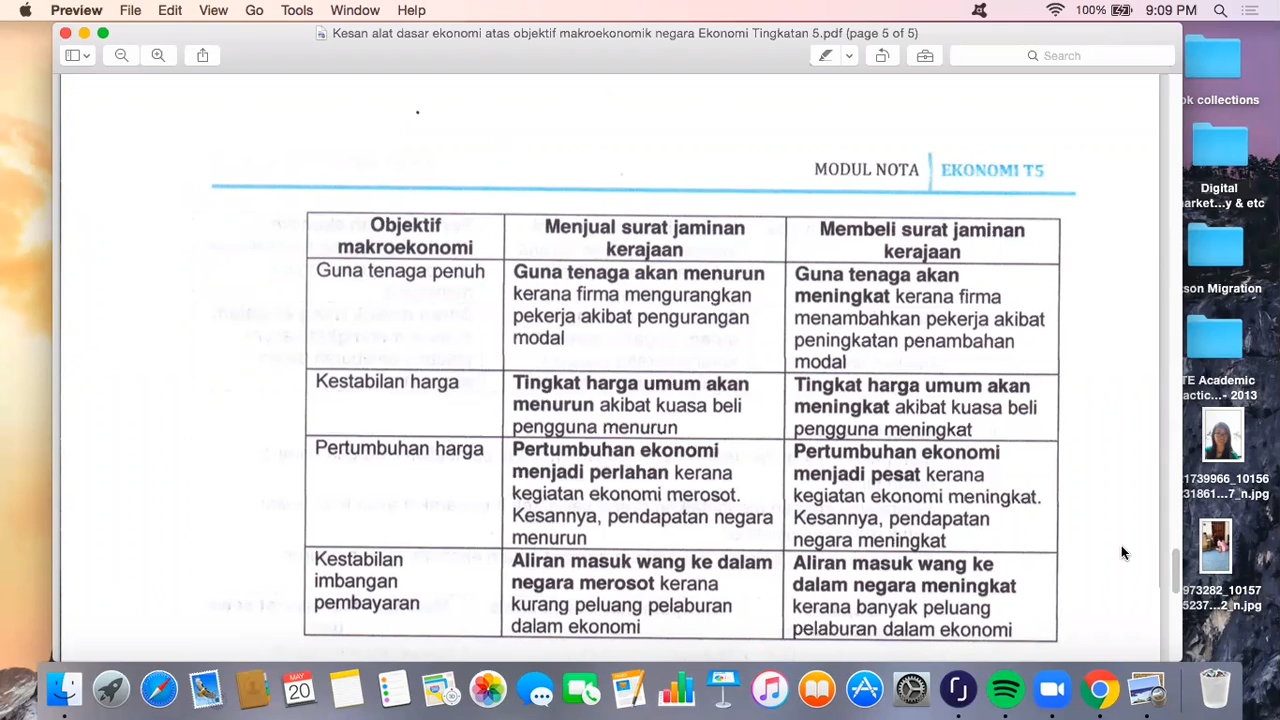 Preview File Edit View Go Tools Window Help 100% 9:09 PM
Kesan alat dasar ekonomi atas objektif makroekonomik negara Ekonomi Tingkatan 5.pdf (page 5 of 5)
Search
MODUL NOTA EKONOMI T5
Objektif
makroekonomi
Menjual surat jaminan
kerajaan
Membeli surat jaminan
kerajaan
Guna tenaga penuh
Guna tenaga akan menurun
kerana firma mengurangkan
pekerja akibat pengurangan
modal
Guna tenaga akan
meningkat kerana firma
menambahkan pekerja akibat
peningkatan penambahan
modal
Kestabilan harga
Tingkat harga umum akan
menurun akibat kuasa beli
pengguna menurun
Tingkat harga umum akan
meningkat akibat kuasa beli
pengguna meningkat
Pertumbuhan harga
Pertumbuhan ekonomi
menjadi perlahan kerana
kegiatan ekonomi merosot.
Kesannya, pendapatan negara
menurun
Pertumbuhan ekonomi
menjadi pesat kerana
kegiatan ekonomi meningkat.
Kesannya, pendapatan
negara meningkat
Kestabilan
imbangan
pembayaran
Aliran masuk wang ke dalam
negara merosot kerana
kurang peluang pelaburan
dalam ekonomi
Aliran masuk wang ke
dalam negara meningkat
kerana banyak peluang
pelaburan dalam ekonomi
ok collections
Digital
market...y & etc
son Migration
TE Academic
actic...- 2013
1739966_10156
31861...7_n.jpg
973282_10157
5237...2_n.jpg
MAY
20